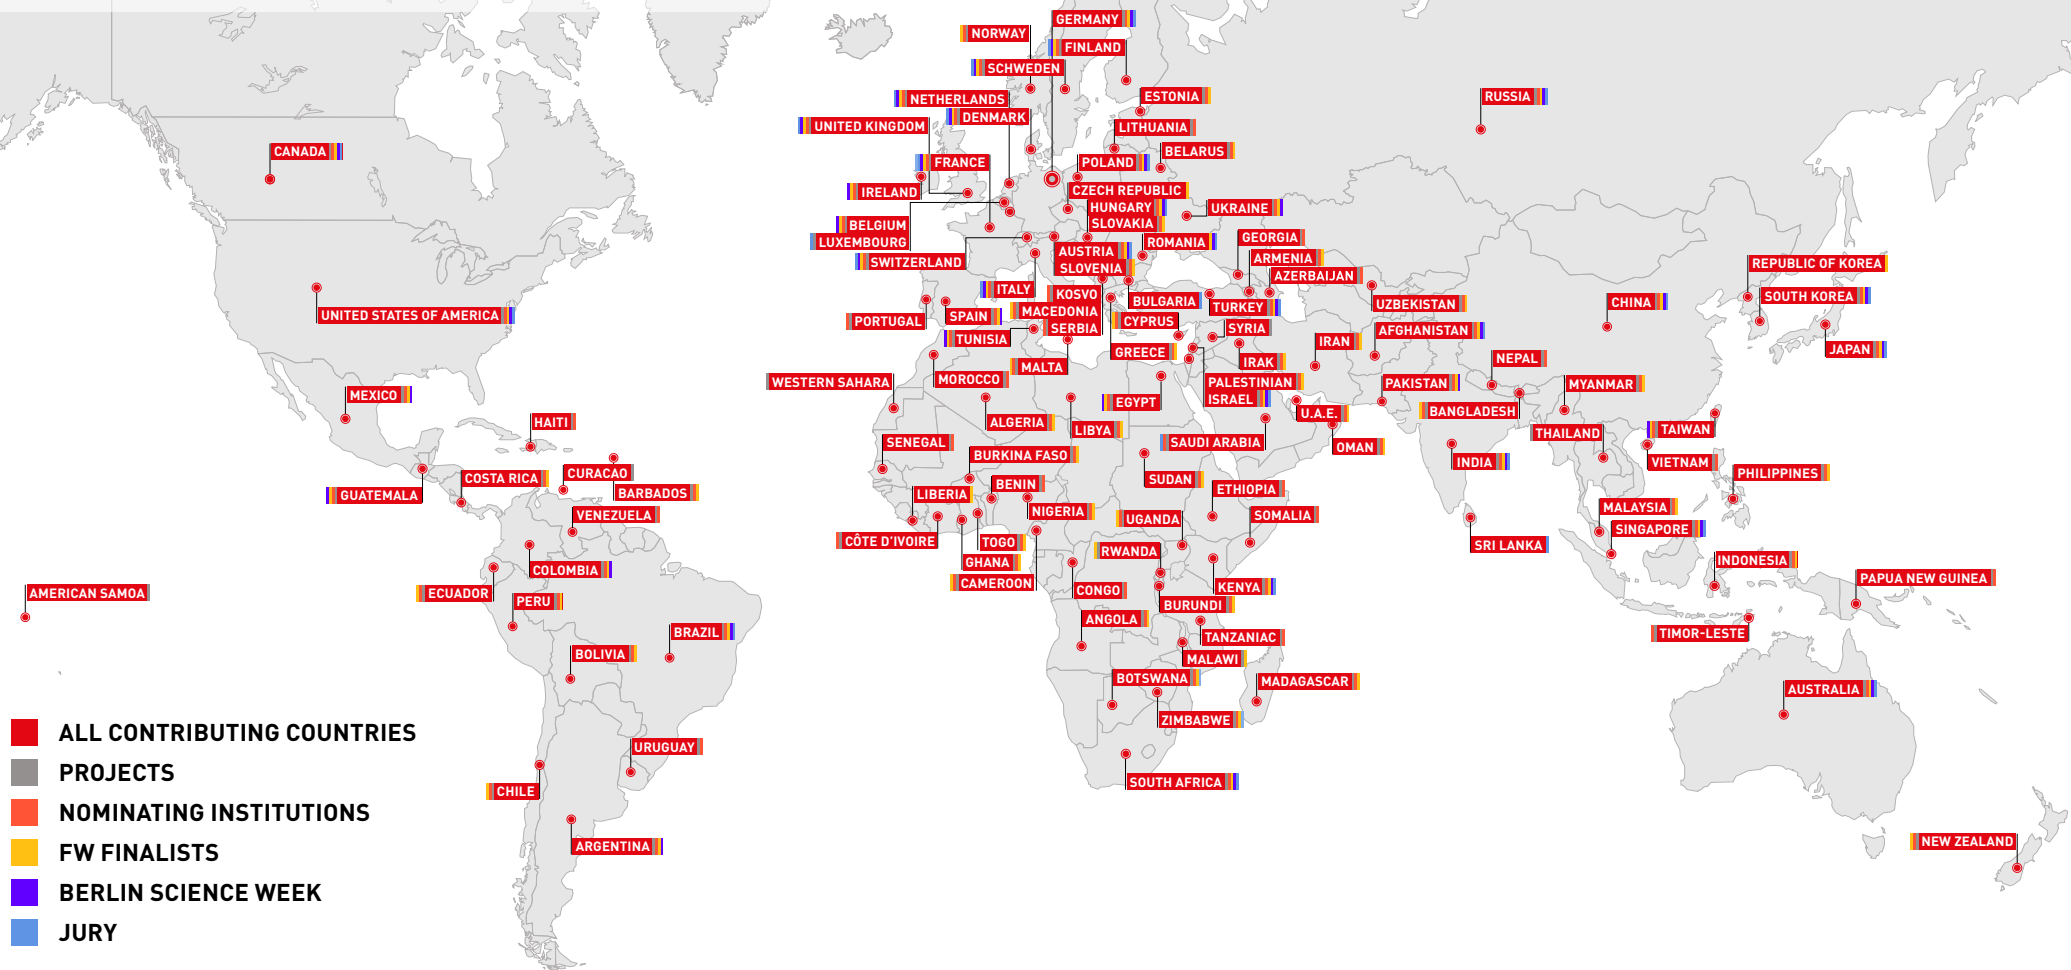 GERMANY
NORWAY
FINLAND
SCHWEDEN
NETHERLANDS
ESTONIA
RUSSIA
DENMARK
UNITED KINGDOM
LITHUANIA
CANADA
BELARUS
FRANCE
POLAND
IRELAND
CZECH REPUBLIC
HUNGARY
UKRAINE
BELGIUM
SLOVAKIA
LUXEMBOURG
ROMANIA
GEORGIA
AUSTRIA
ARMENIA
SWITZERLAND
SLOVENIA
REPUBLIC OF KOREA
AZERBAIJAN
ITALY
KOSVO
SOUTH KOREA
BULGARIA
CHINA
UZBEKISTAN
TURKEY
MACEDONIA
UNITED STATES OF AMERICA
SPAIN
PORTUGAL
CYPRUS
SERBIA
SYRIA
AFGHANISTAN
TUNISIA
IRAN
JAPAN
GREECE
NEPAL
IRAK
MALTA
MOROCCO
WESTERN SAHARA
PALESTINIAN
PAKISTAN
MYANMAR
MEXICO
ISRAEL
EGYPT
BANGLADESH
U.A.E.
HAITI
ALGERIA
LIBYA
TAIWAN
THAILAND
SENEGAL
SAUDI ARABIA
OMAN
BURKINA FASO
INDIA
VIETNAM
CURACAO
PHILIPPINES
COSTA RICA
SUDAN
BENIN
ETHIOPIA
BARBADOS
GUATEMALA
LIBERIA
MALAYSIA
NIGERIA
VENEZUELA
UGANDA
SOMALIA
SINGAPORE
CÔTE D'IVOIRE
TOGO
SRI LANKA
RWANDA
GHANA
INDONESIA
COLOMBIA
PAPUA NEW GUINEA
CAMEROON
KENYA
CONGO
AMERICAN SAMOA
ECUADOR
PERU
BURUNDI
ANGOLA
BRAZIL
TIMOR-LESTE
TANZANIAC
BOLIVIA
MALAWI
BOTSWANA
MADAGASCAR
AUSTRALIA
ZIMBABWE
URUGUAY
SOUTH AFRICA
CHILE
NEW ZEALAND
ARGENTINA
ALL CONTRIBUTING COUNTRIES
PROJECTS
NOMINATING INSTITUTIONS
FW FINALISTS
BERLIN SCIENCE WEEK
JURY